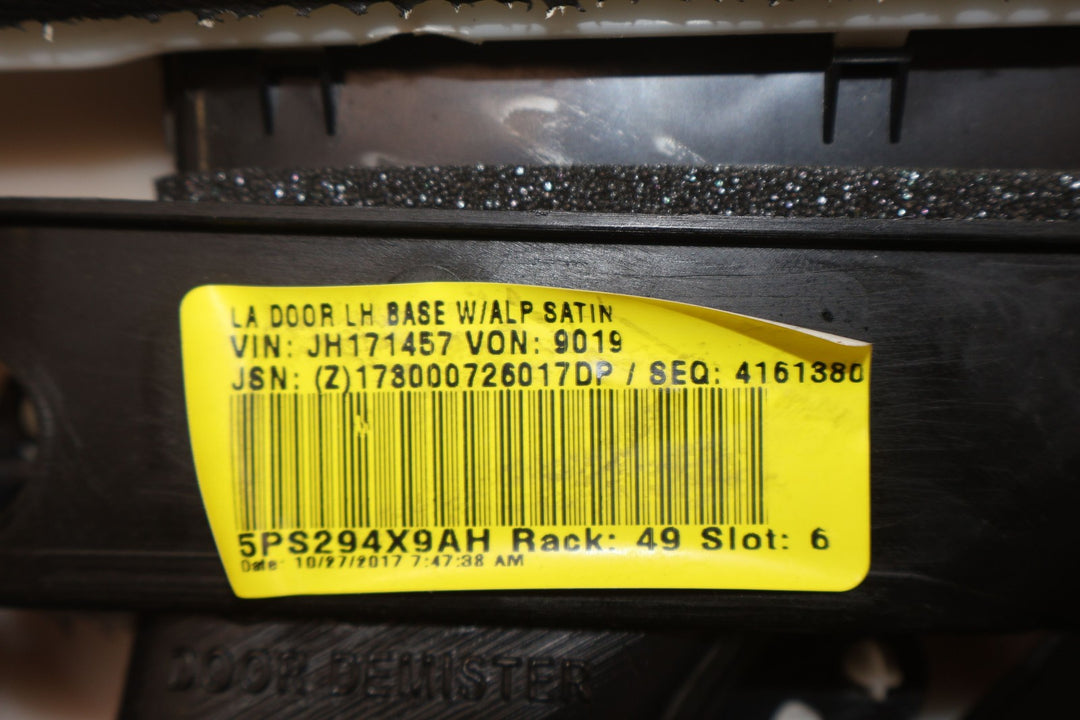 LA DOOR LH BASE W/ALP SATIN
VIN: JH171457 VON: 9019
JSN: (Z)173000726017DP / SEQ: 4161380
5PS294X9AH Rack: 49 Slot: 6
Date: 10/27/2017 7:47:38 AM
DOOR DEMISTER